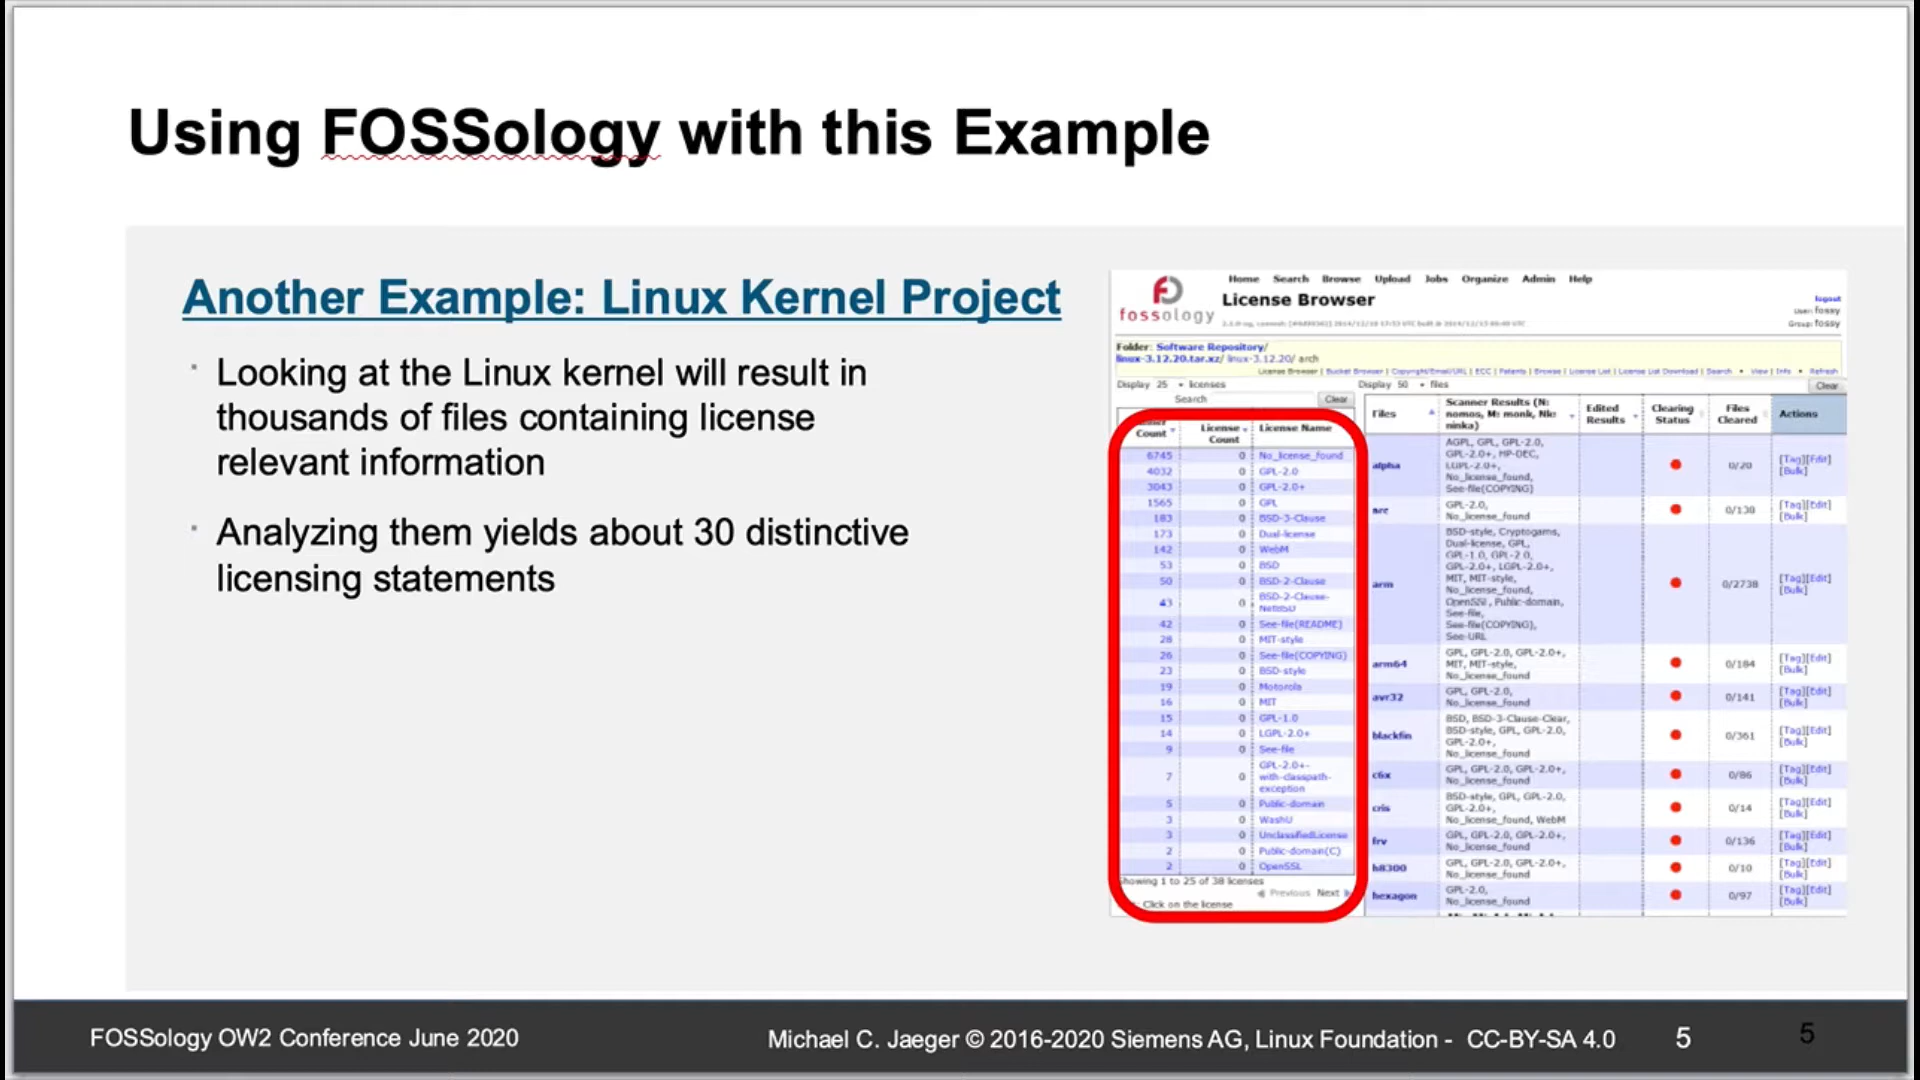 Using FOSSology with this Example
Another Example: Linux Kernel Project
Looking at the Linux kernel will result in
thousands of files containing license
relevant information
Analyzing them yields about 30 distinctive
licensing statements
fossology
Home Search Browse Upload Jobs Organize Admin Help
License Browser
logout
User: fossy
Group: fossy
Folder: Software Repository/
linux-3.12.20.tar.xz/ linux-3.12.20/ arch
License Browser | Bucket Browser | Copyright/Email/URL | ECC | Patents | Browse | License List | License List Download | Search • View | Info • Refresh
Display 25 licenses
Search Clear
Count License Count License Name
6745 0 No_license_found
4032 0 GPL-2.0
3043 0 GPL-2.0+
1565 0 GPL
183 0 BSD-3-Clause
173 0 Dual-license
142 0 WebM
53 0 BSD
50 0 BSD-2-Clause
43 0 BSD-2-Clause-
NetBSD
42 0 See-file(README)
28 0 MIT-style
26 0 See-file(COPYING)
23 0 BSD-style
19 0 Motorola
16 0 MIT
15 0 GPL-1.0
14 0 LGPL-2.0+
9 0 See-file
7 0 GPL-2.0+-
with-classpath-
exception
5 0 Public-domain
3 0 WashU
3 0 UnclassifiedLicense
2 0 Public-domain(C)
2 0 OpenSSL
Showing 1 to 25 of 38 licenses
Previous Next
Click on the license
Display 50 files
Clear
Files Scanner Results (N: nomos, M: monk, Nk: ninka) Edited Results Clearing Status Files Cleared Actions
alpha AGPL, GPL, GPL-2.0,
GPL-2.0+, HP-DEC,
LGPL-2.0+,
No_license_found,
See-file(COPYING) 0/20 [Tag][Edit]
[Bulk]
arc GPL-2.0,
No_license_found 0/130 [Tag][Edit]
[Bulk]
arm BSD-style, Cryptogams,
Dual-license, GPL,
GPL-1.0, GPL-2.0,
GPL-2.0+, LGPL-2.0+,
MIT, MIT-style,
No_license_found,
OpenSSL, Public-domain,
See-file,
See-file(COPYING),
See-URL 0/2738 [Tag][Edit]
[Bulk]
arm64 GPL, GPL-2.0, GPL-2.0+,
MIT, MIT-style,
No_license_found 0/184 [Tag][Edit]
[Bulk]
avr32 GPL, GPL-2.0,
No_license_found 0/141 [Tag][Edit]
[Bulk]
blackfin BSD, BSD-3-Clause-Clear,
BSD-style, GPL, GPL-2.0,
GPL-2.0+,
No_license_found 0/361 [Tag][Edit]
[Bulk]
c6x GPL, GPL-2.0, GPL-2.0+,
No_license_found 0/86 [Tag][Edit]
[Bulk]
cris BSD-style, GPL, GPL-2.0,
GPL-2.0+,
No_license_found, WebM 0/14 [Tag][Edit]
[Bulk]
frv GPL, GPL-2.0, GPL-2.0+,
No_license_found 0/136 [Tag][Edit]
[Bulk]
h8300 GPL, GPL-2.0, GPL-2.0+,
No_license_found 0/10 [Tag][Edit]
[Bulk]
hexagon GPL-2.0,
No_license_found 0/97 [Tag][Edit]
[Bulk]
FOSSology OW2 Conference June 2020
Michael C. Jaeger © 2016-2020 Siemens AG, Linux Foundation - CC-BY-SA 4.0
5
5